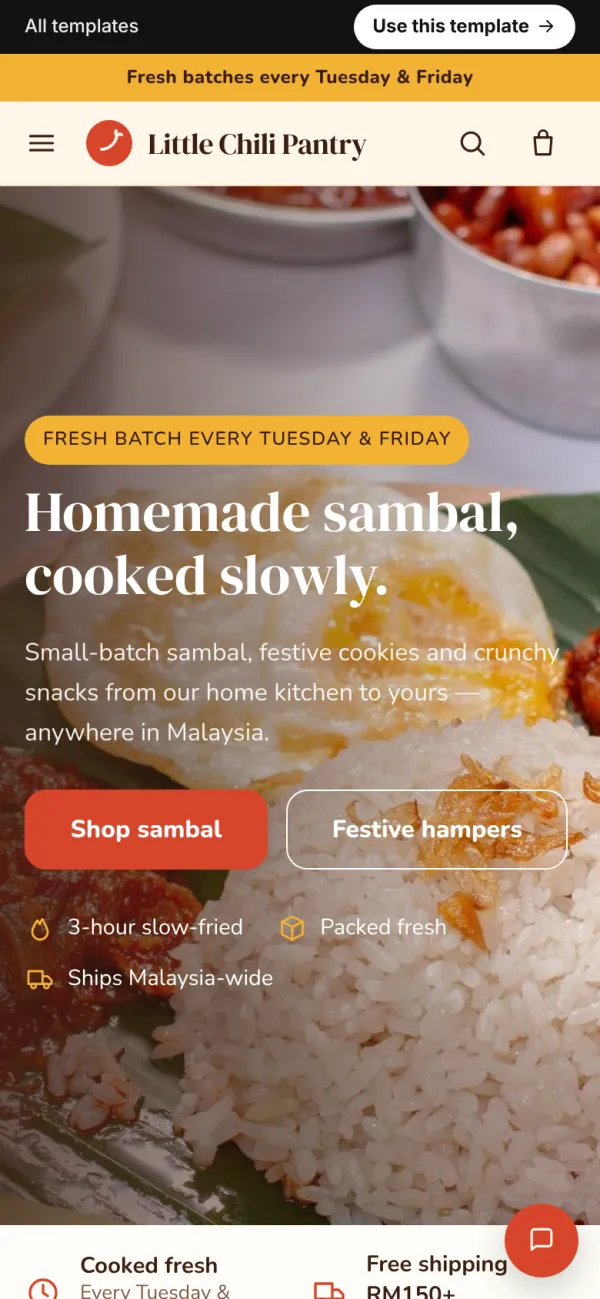 All templates
Use this template →
Fresh batches every Tuesday & Friday
Little Chili Pantry
FRESH BATCH EVERY TUESDAY & FRIDAY
Homemade sambal,
cooked slowly.
Small-batch sambal, festive cookies and crunchy
snacks from our home kitchen to yours —
anywhere in Malaysia.
Shop sambal
Festive hampers
3-hour slow-fried
Packed fresh
Ships Malaysia-wide
Cooked fresh
Every Tuesday &
Free shipping
RM150+